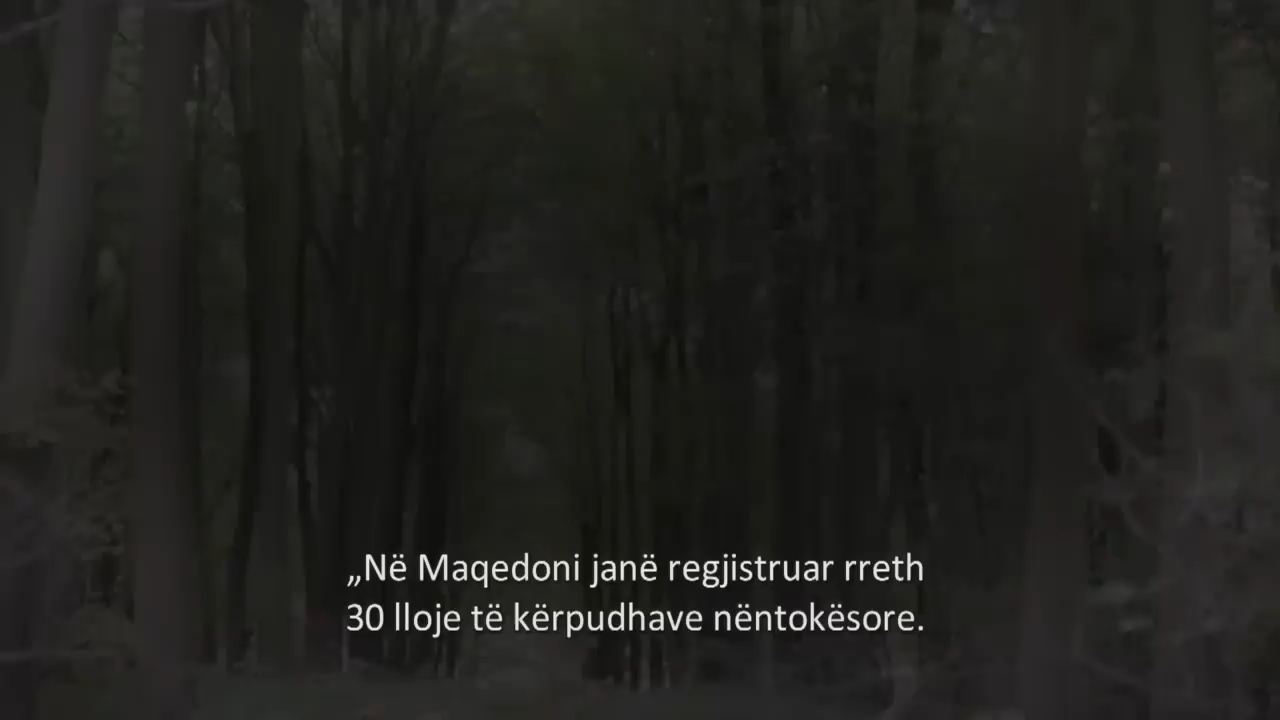 „Në Maqedoni janë regjistruar rreth
30 lloje të kërpudhave nëntokësore.